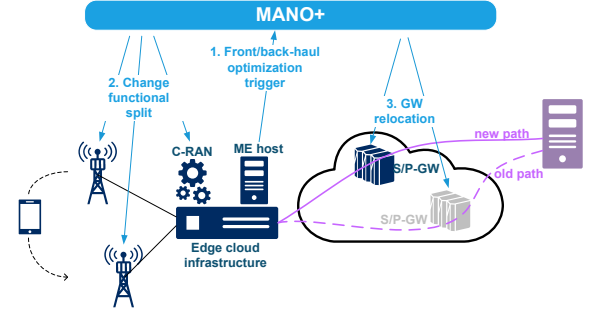 MANO+
1. Front/back-haul
optimization
trigger
2. Change
functional
split
3. GW
relocation
C-RAN
ME host
new path
S/P-GW
old path
S/P-GW
Edge cloud
infrastructure